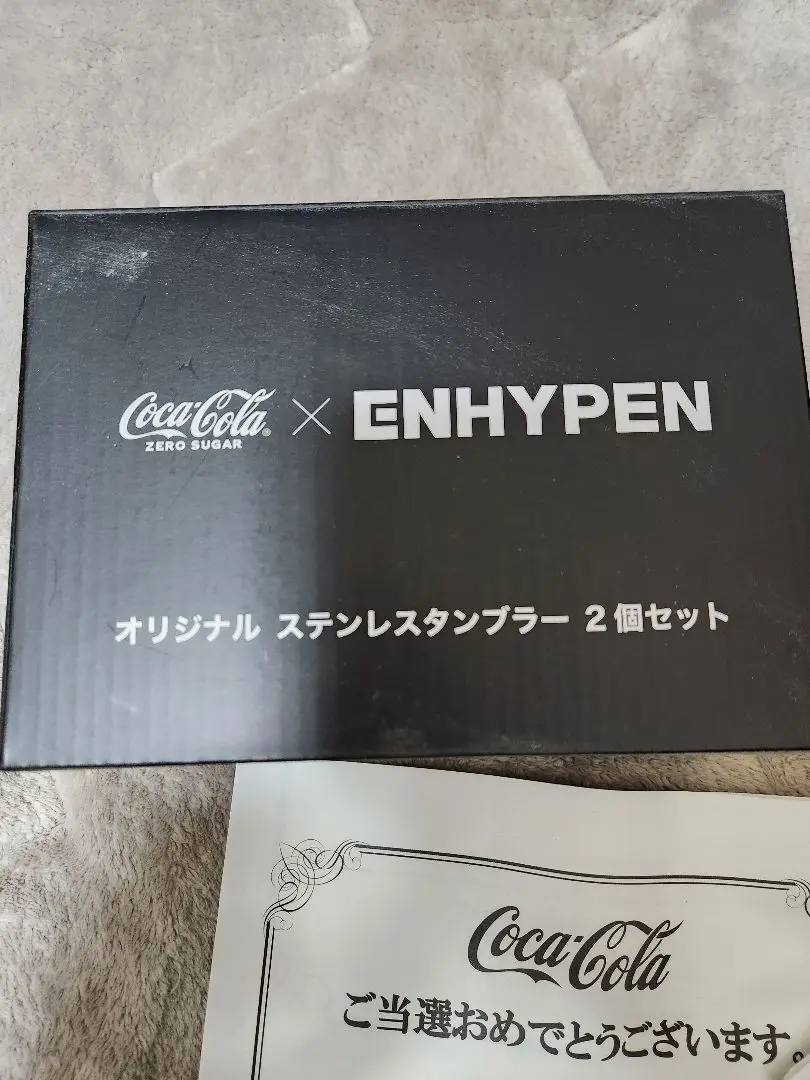 Coca-Cola ZERO SUGAR × ENHYPEN
オリジナル ステンレスタンブラー 2個セット
Coca-Cola
ご当選おめでとうございます。